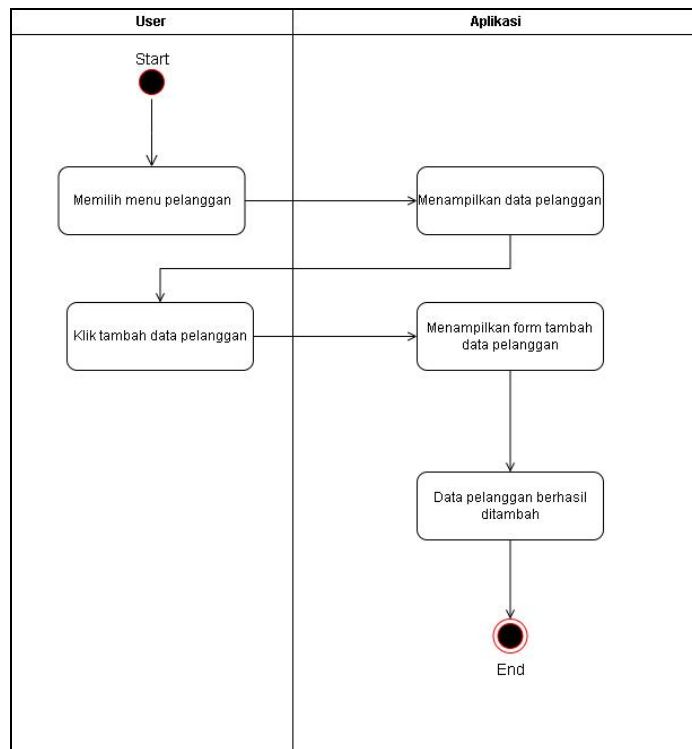 User
Aplikasi
Start
Memilih menu pelanggan
Menampilkan data pelanggan
Klik tambah data pelanggan
Menampilkan form tambah
data pelanggan
Data pelanggan berhasil
ditambah
End